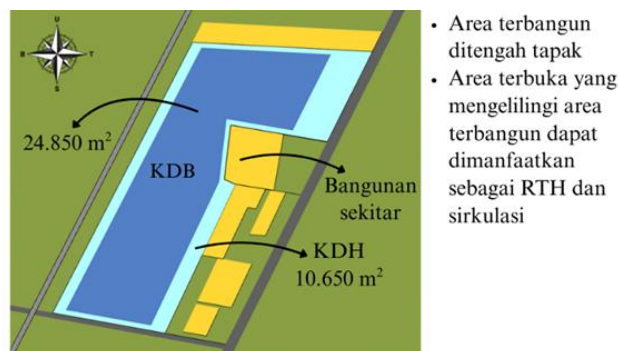 U
B
T
S
24.850 m²
KDB
Bangunan
sekitar
KDH
10.650 m²
• Area terbangun
ditengah tapak
• Area terbuka yang
mengelilingi area
terbangun dapat
dimanfaatkan
sebagai RTH dan
sirkulasi